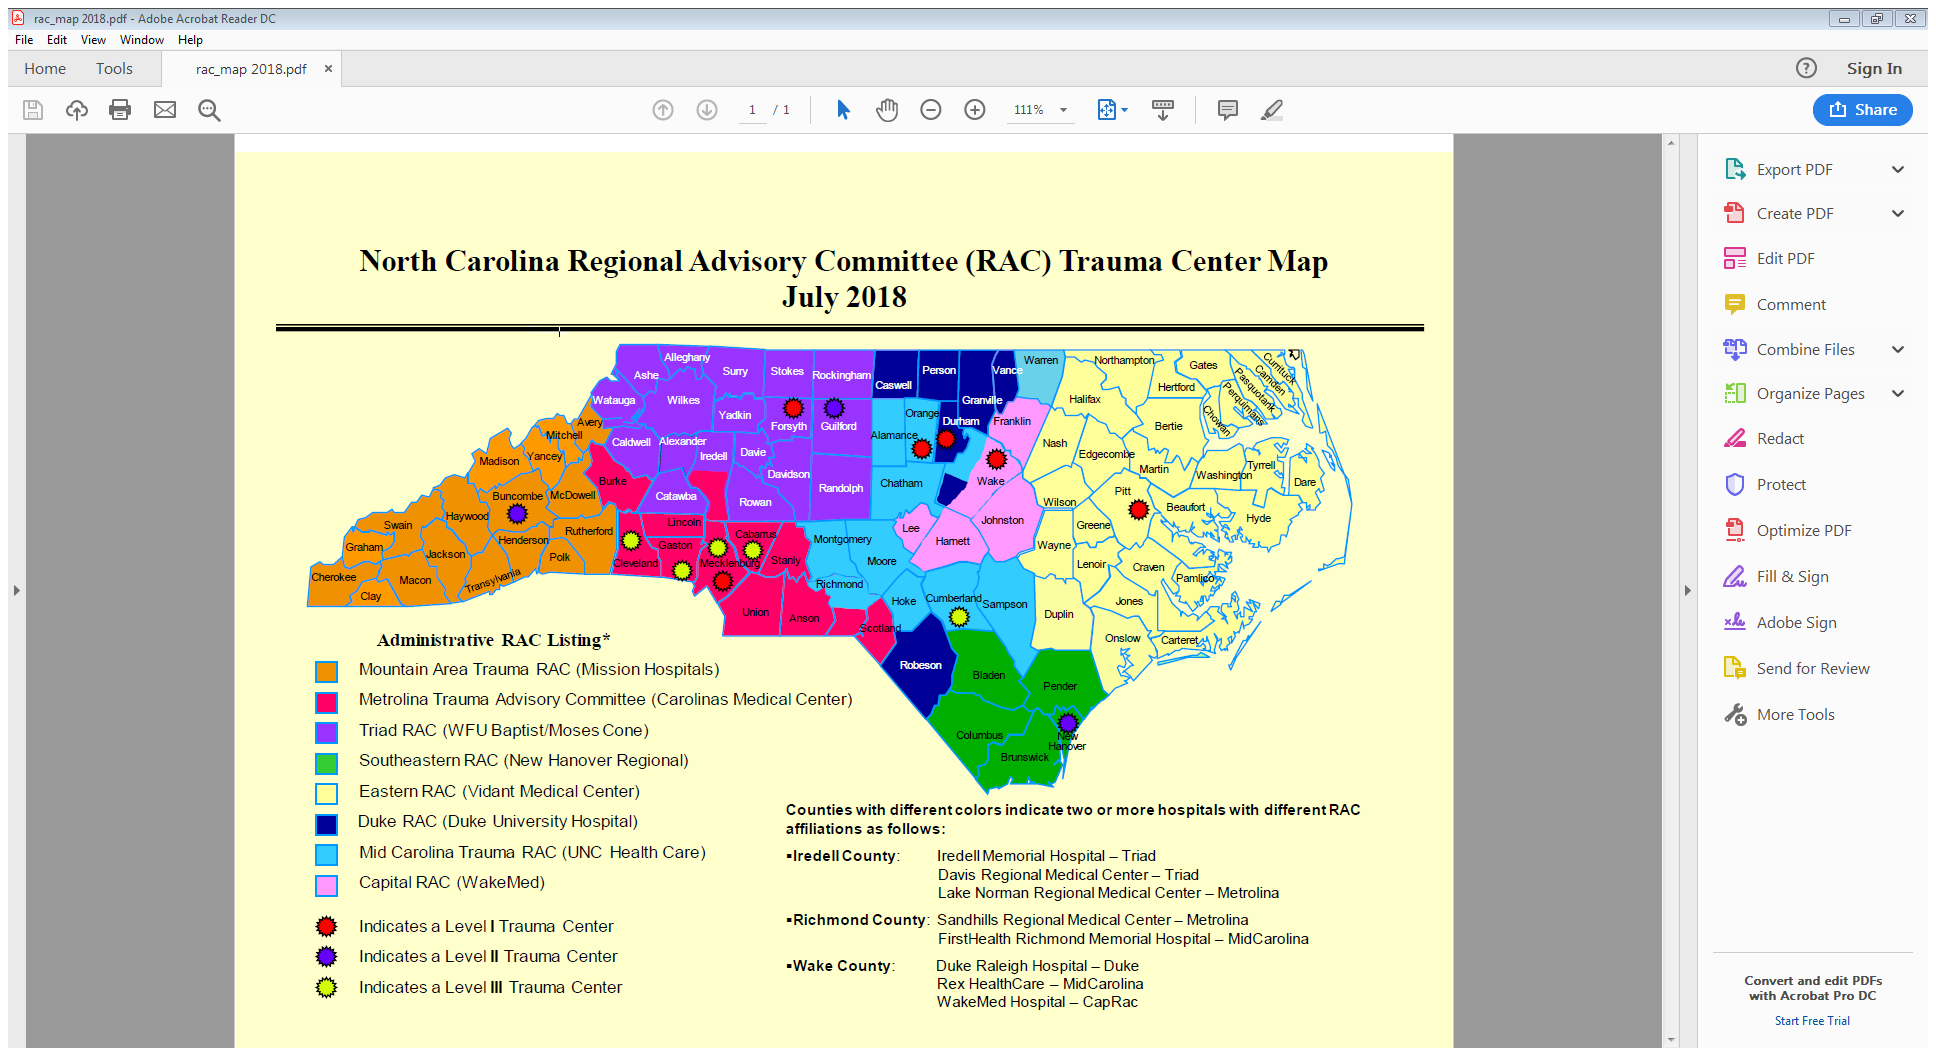 rac_map 2018.pdf - Adobe Acrobat Reader DC
File Edit View Window Help
Home Tools rac_map 2018.pdf × ? Sign In
1 / 1 111% Share
North Carolina Regional Advisory Committee (RAC) Trauma Center Map
July 2018
Alleghany
Ashe
Surry
Stokes
Rockingham
Caswell
Person
Vance
Granville
Warren
Northampton
Gates
Currituck
Camden
Pasquotank
Perquimans
Chowan
Hertford
Halifax
Bertie
Watauga
Wilkes
Yadkin
Forsyth
Guilford
Alamance
Orange
Durham
Franklin
Nash
Edgecombe
Martin
Washington
Tyrrell
Dare
Avery
Mitchell
Yancey
Madison
Caldwell
Alexander
Iredell
Davie
Davidson
Randolph
Chatham
Wake
Wilson
Pitt
Beaufort
Hyde
Burke
McDowell
Buncombe
Haywood
Swain
Graham
Cherokee
Clay
Macon
Jackson
Transylvania
Henderson
Polk
Rutherford
Catawba
Rowan
Lincoln
Gaston
Cleveland
Cabarrus
Mecklenburg
Stanly
Union
Anson
Montgomery
Moore
Richmond
Scotland
Lee
Harnett
Johnston
Greene
Wayne
Lenoir
Craven
Pamlico
Jones
Hoke
Cumberland
Sampson
Duplin
Onslow
Carteret
Robeson
Bladen
Pender
Columbus
Brunswick
New
Hanover
Administrative RAC Listing*
Mountain Area Trauma RAC (Mission Hospitals)
Metrolina Trauma Advisory Committee (Carolinas Medical Center)
Triad RAC (WFU Baptist/Moses Cone)
Southeastern RAC (New Hanover Regional)
Eastern RAC (Vidant Medical Center)
Duke RAC (Duke University Hospital)
Mid Carolina Trauma RAC (UNC Health Care)
Capital RAC (WakeMed)
Indicates a Level I Trauma Center
Indicates a Level II Trauma Center
Indicates a Level III Trauma Center
Counties with different colors indicate two or more hospitals with different RAC
affiliations as follows:
▪Iredell County: Iredell Memorial Hospital – Triad
Davis Regional Medical Center – Triad
Lake Norman Regional Medical Center – Metrolina
▪Richmond County: Sandhills Regional Medical Center – Metrolina
FirstHealth Richmond Memorial Hospital – MidCarolina
▪Wake County: Duke Raleigh Hospital – Duke
Rex HealthCare – MidCarolina
WakeMed Hospital – CapRac
Export PDF
Create PDF
Edit PDF
Comment
Combine Files
Organize Pages
Redact
Protect
Optimize PDF
Fill & Sign
Adobe Sign
Send for Review
More Tools
Convert and edit PDFs
with Acrobat Pro DC
Start Free Trial